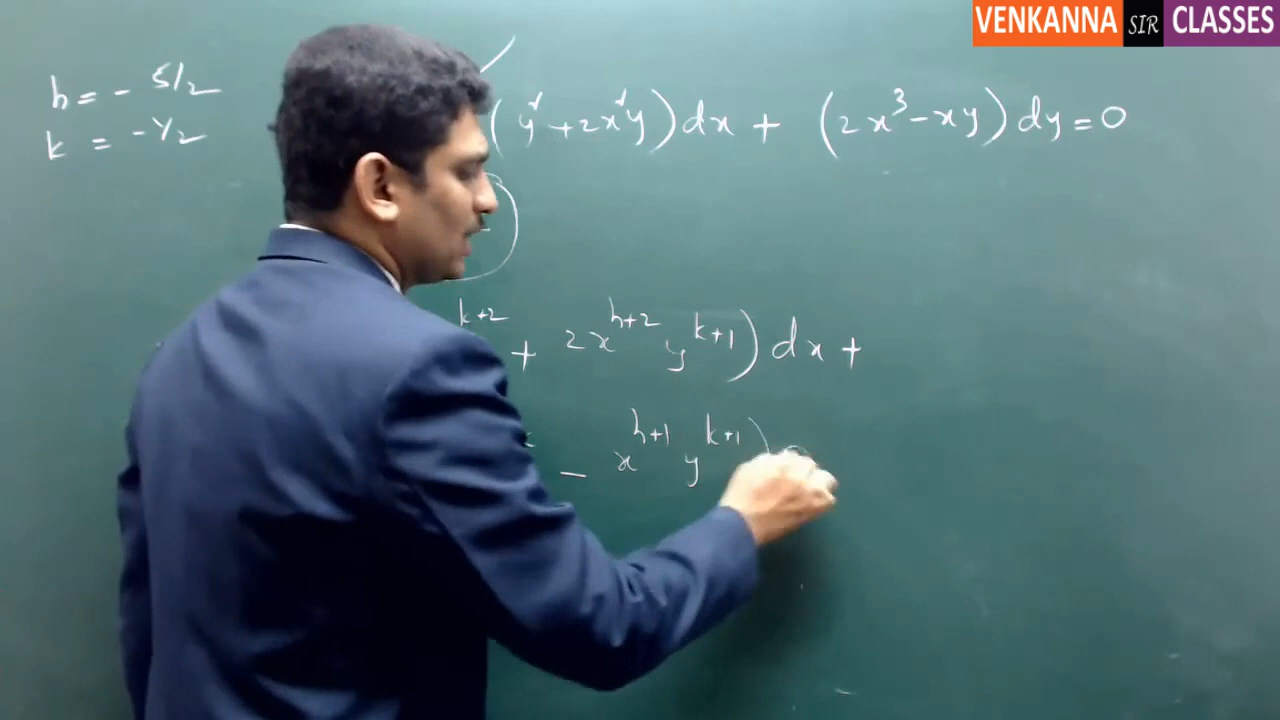 VENKANNA SIR CLASSES
h = - 5/2
k = - 1/2
(y² + 2x²y) dx + (2x³ - xy) dy = 0
k+2 + 2x^{h+2} y^{k+1}) dx +
- x^{h+1} y^{k+1})